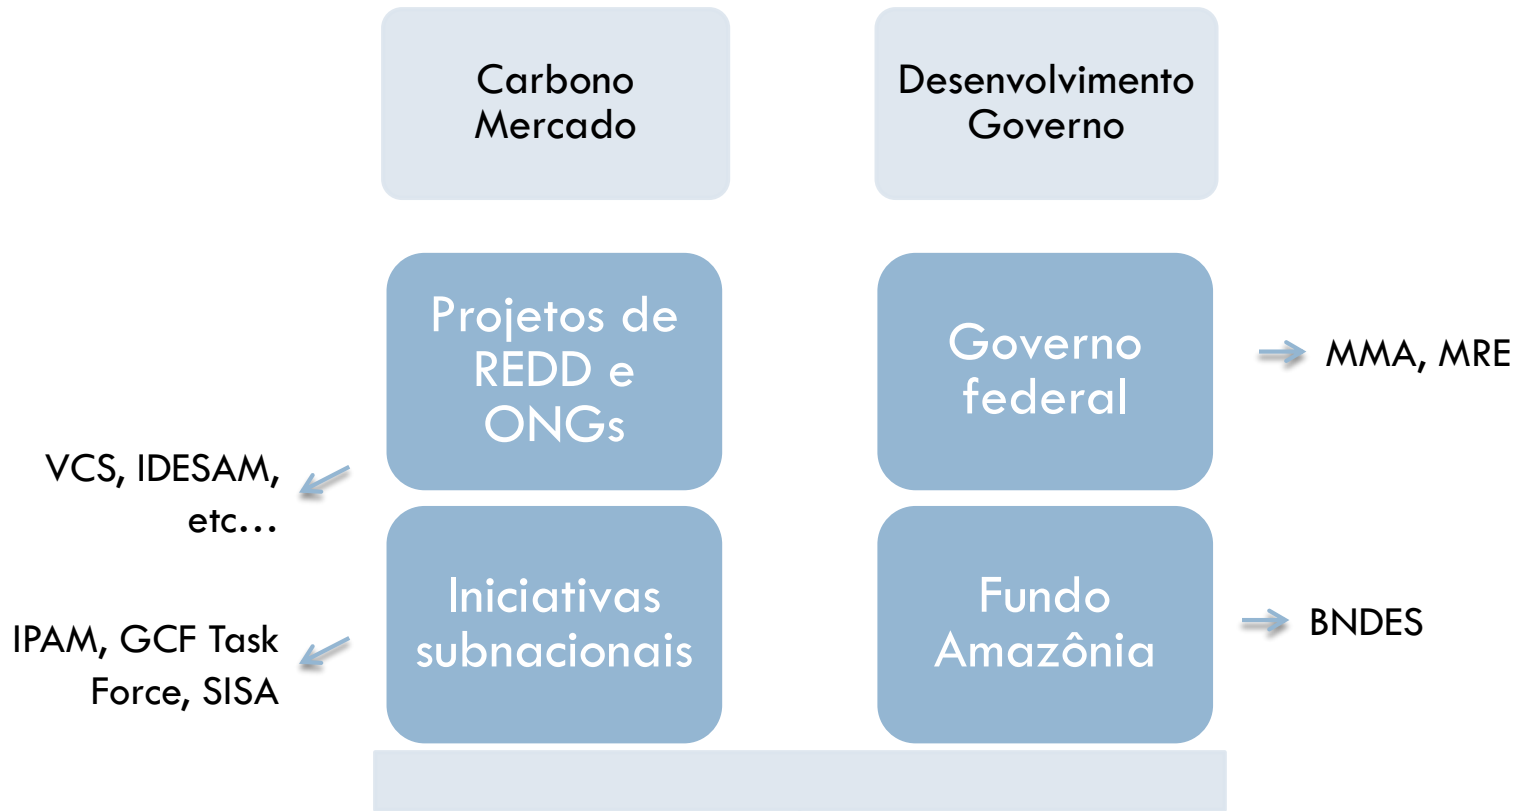 Carbono
Mercado
Desenvolvimento
Governo
Projetos de
REDD e
ONGs
Governo
federal
MMA, MRE
VCS, IDESAM,
etc...
Iniciativas
subnacionais
Fundo
Amazônia
BNDES
IPAM, GCF Task
Force, SISA